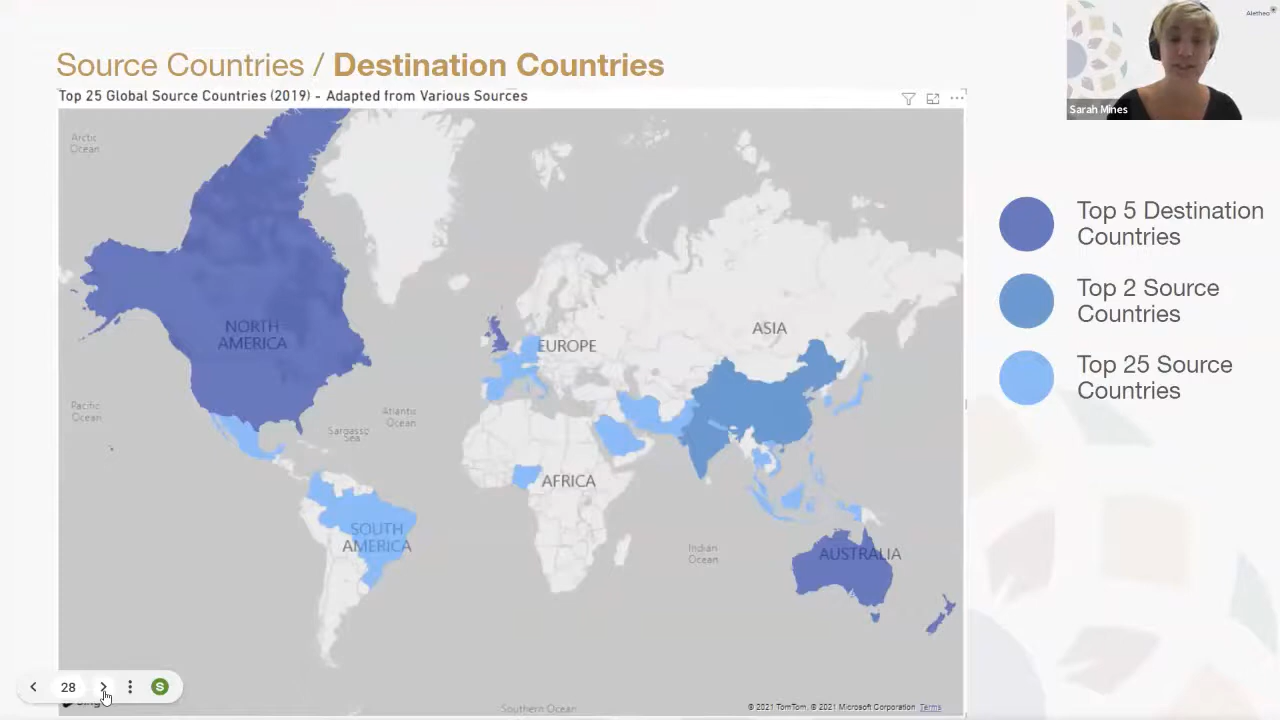 Source Countries / Destination Countries
Top 25 Global Source Countries (2019) - Adapted from Various Sources
Aletheo
Sarah Mines
Arctic
Ocean
NORTH
AMERICA
EUROPE
ASIA
Pacific
Ocean
Atlantic
Ocean
Sargasso
Sea
AFRICA
SOUTH
AMERICA
Indian
Ocean
AUSTRALIA
Southern Ocean
Top 5 Destination
Countries
Top 2 Source
Countries
Top 25 Source
Countries
28
S
© 2021 TomTom, © 2021 Microsoft Corporation Terms